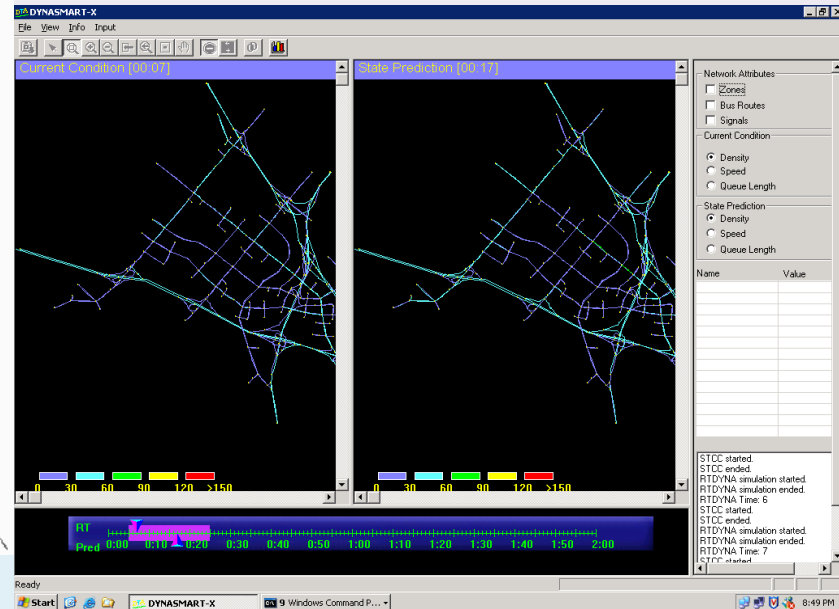 DTA DYNASMART-X
File View Info Input
Current Condition [00:07]
State Prediction [00:17]
0 30 60 90 120 >150
0 30 60 90 120 >150
Network Attributes
Zones
Bus Routes
Signals
Current Condition
Density
Speed
Queue Length
State Prediction
Density
Speed
Queue Length
Name Value
STCC started.
STCC ended.
RTDYNA simulation started.
RTDYNA simulation ended.
RTDYNA Time: 6
STCC started.
STCC ended.
RTDYNA simulation started.
RTDYNA simulation ended.
RTDYNA Time: 7
STCC started.
RT
Pred 0:00 0:10 0:20 0:30 0:40 0:50 1:00 1:10 1:20 1:30 1:40 1:50 2:00
Ready
Start DYNASMART-X 9 Windows Command P... 8:49 PM